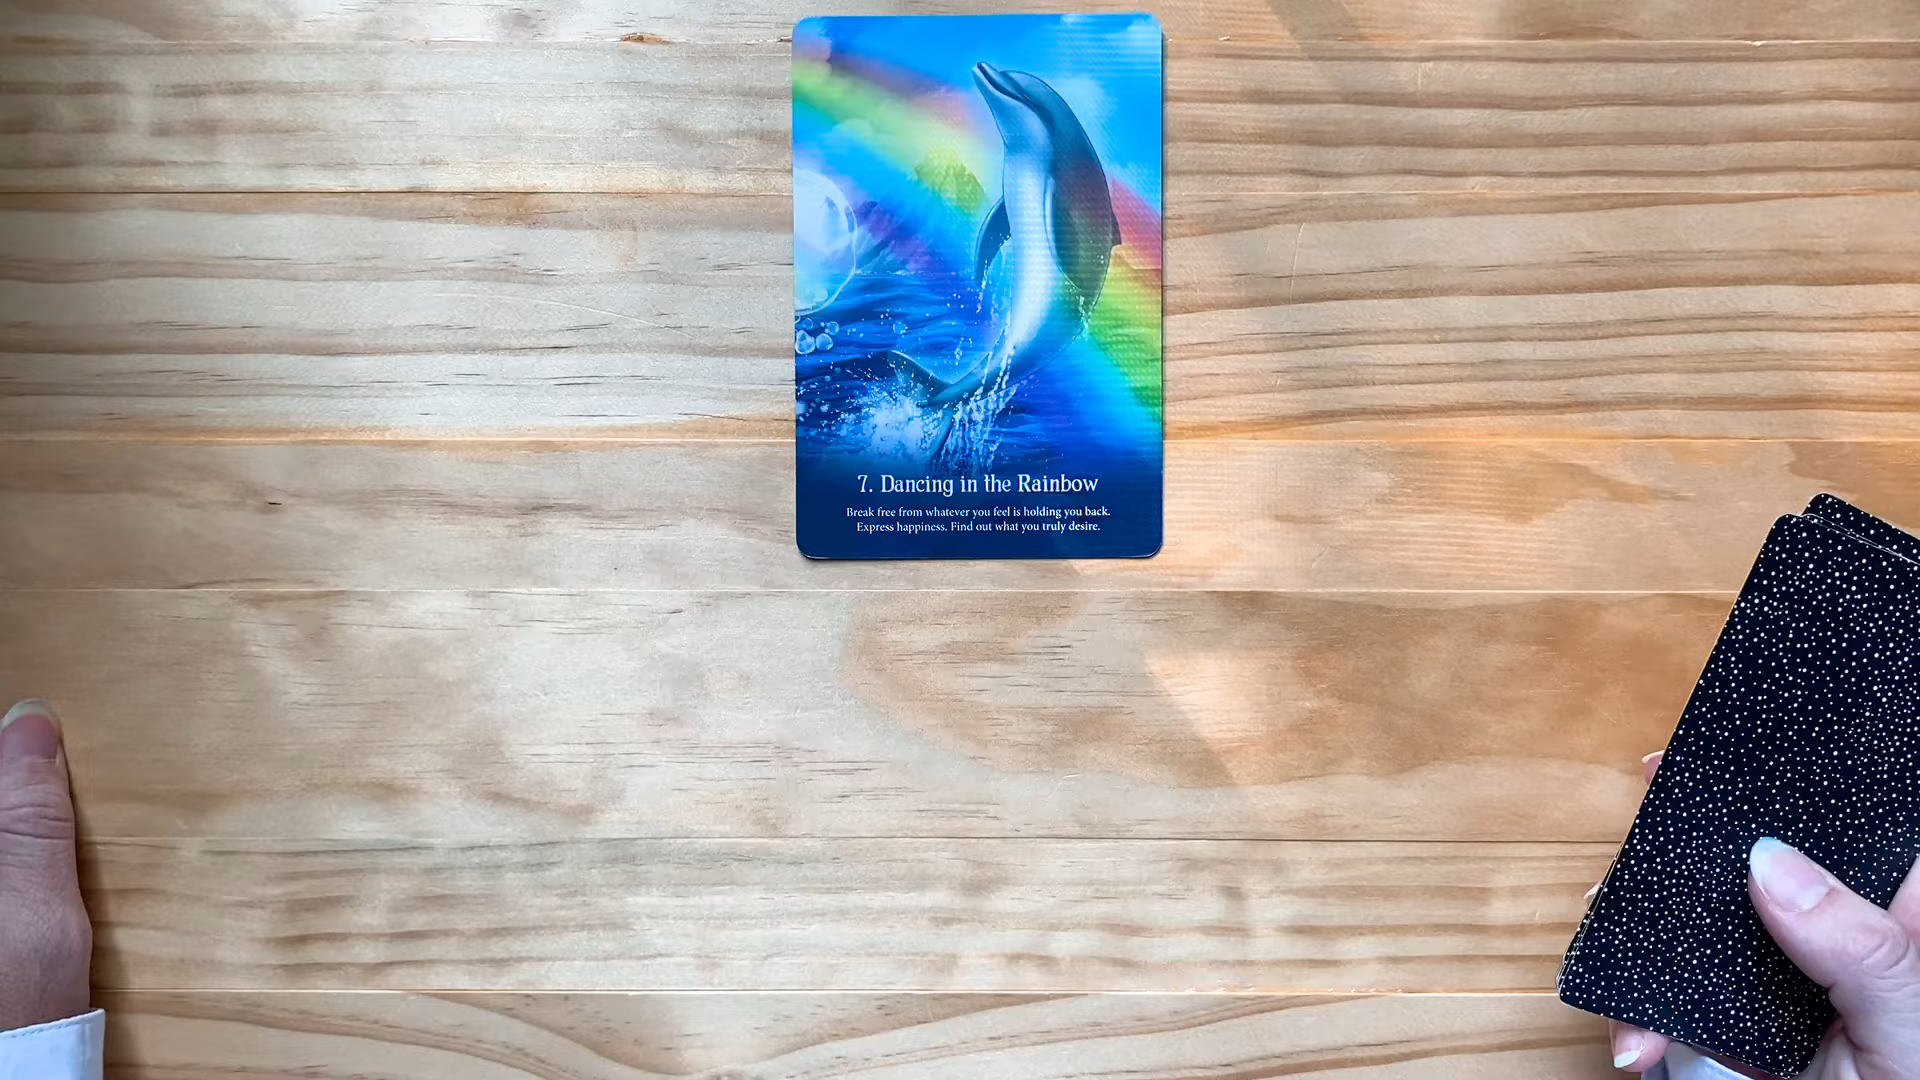 7. Dancing in the Rainbow
Break free from whatever you feel is holding you back.
Express happiness. Find out what you truly desire.